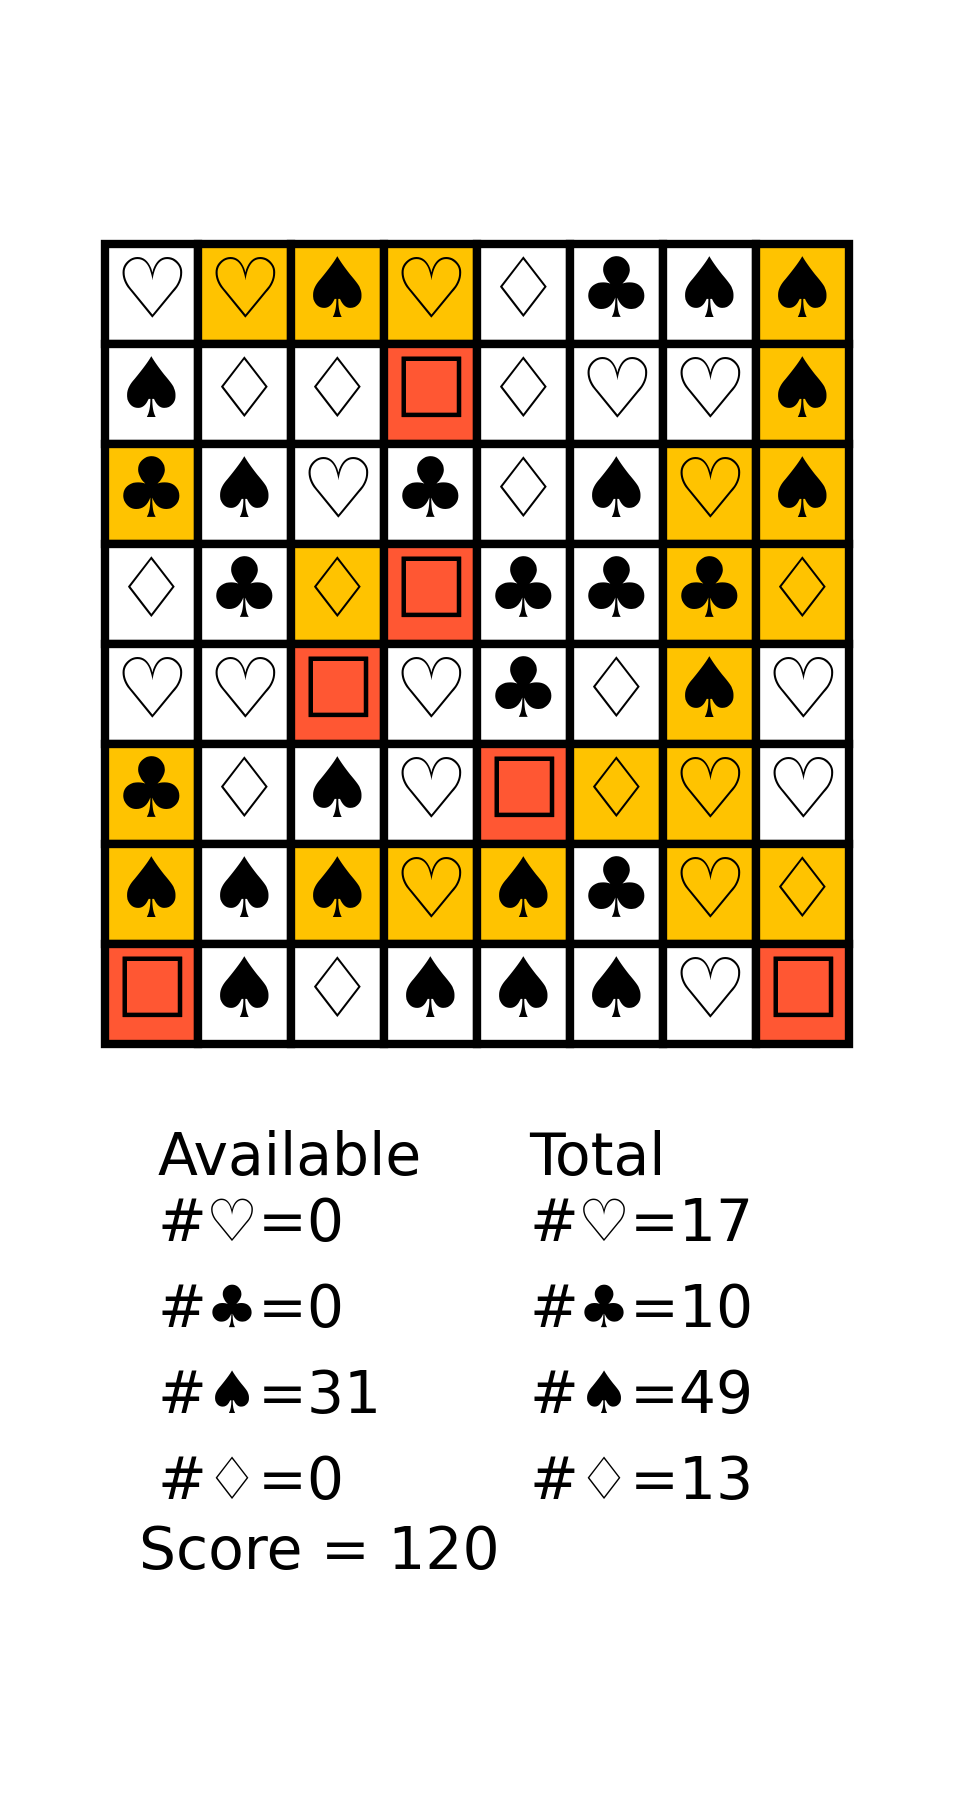 ♡ ♡ ♠ ♡ ♢ ♣ ♠ ♠
♠ ♢ ♢ □ ♢ ♡ ♡ ♠
♣ ♠ ♡ ♣ ♢ ♠ ♡ ♠
♢ ♣ ♢ □ ♣ ♣ ♣ ♢
♡ ♡ □ ♡ ♣ ♢ ♠ ♡
♣ ♢ ♠ ♡ □ ♢ ♡ ♡
♠ ♠ ♠ ♡ ♠ ♣ ♡ ♢
□ ♠ ♢ ♠ ♠ ♠ ♡ □
Available Total
#♡=0 #♡=17
#♣=0 #♣=10
#♠=31 #♠=49
#♢=0 #♢=13
Score = 120